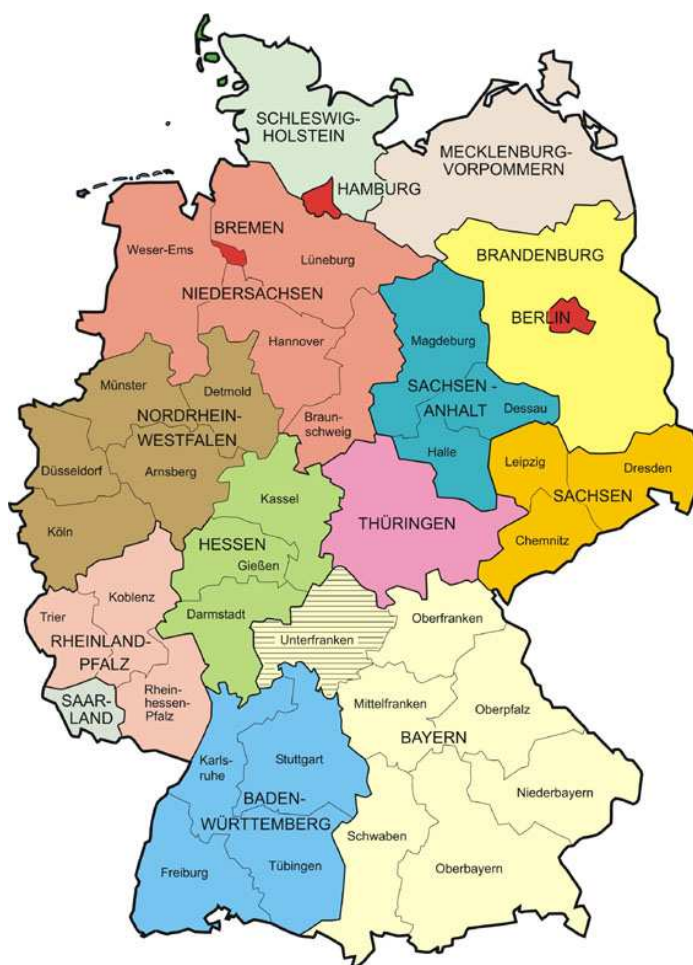 SCHLESWIG-
HOLSTEIN
MECKLENBURG-
VORPOMMERN
HAMBURG
BREMEN
Weser-Ems
Lüneburg
BRANDENBURG
NIEDERSACHSEN
BERLIN
Hannover
Magdeburg
Münster
Detmold
SACHSEN -
ANHALT
Dessau
NORDRHEIN-
WESTFALEN
Braun-
schweig
Halle
Leipzig
Dresden
Düsseldorf
Arnsberg
Kassel
SACHSEN
THÜRINGEN
Köln
HESSEN
Chemnitz
Gießen
Koblenz
Trier
Darmstadt
Oberfranken
RHEINLAND-
PFALZ
Unterfranken
SAAR-
LAND
Rhein-
hessen-
Pfalz
Mittelfranken
Oberpfalz
BAYERN
Karls-
ruhe
Stuttgart
Niederbayern
BADEN-
WÜRTTEMBERG
Schwaben
Freiburg
Tübingen
Oberbayern